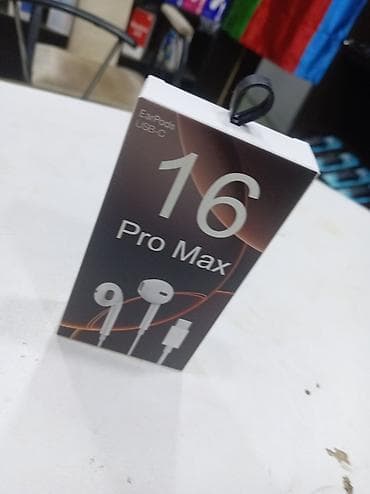 EarPods
USB-C
16
Pro Max